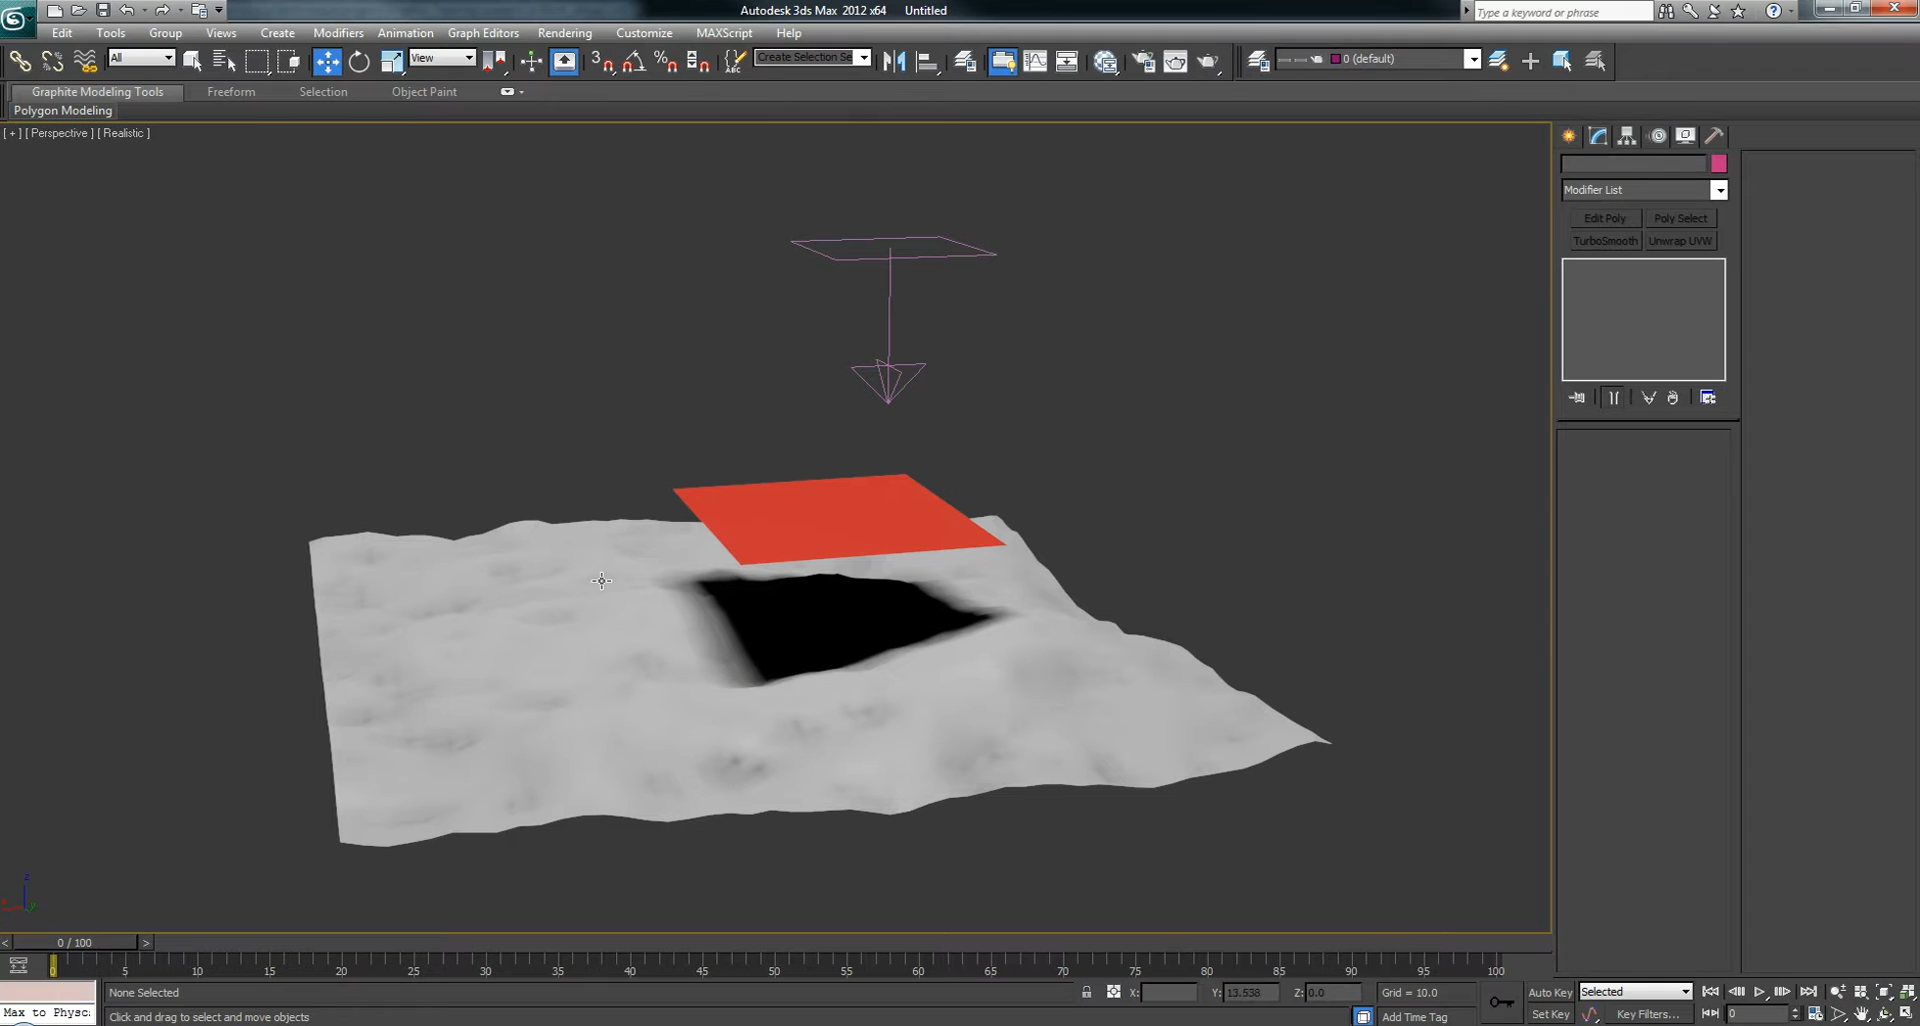 Autodesk 3ds Max 2012 x64 Untitled
Type a keyword or phrase
Edit Tools Group Views Create Modifiers Animation Graph Editors Rendering Customize MAXScript Help
All View 3 Create Selection Se 0 (default)
Graphite Modeling Tools Freeform Selection Object Paint
Polygon Modeling
[ + ] [ Perspective ] [ Realistic ]
Modifier List
Edit Poly Poly Select
TurboSmooth Unwrap UVW
z
x
y
< 0 / 100 >
0 5 10 15 20 25 30 35 40 45 50 55 60 65 70 75 80 85 90 95 100
None Selected X: Y: 13.538 Z: 0.0 Grid = 10.0 Auto Key Selected
Max to Physc: Click and drag to select and move objects Add Time Tag Set Key Key Filters... 0